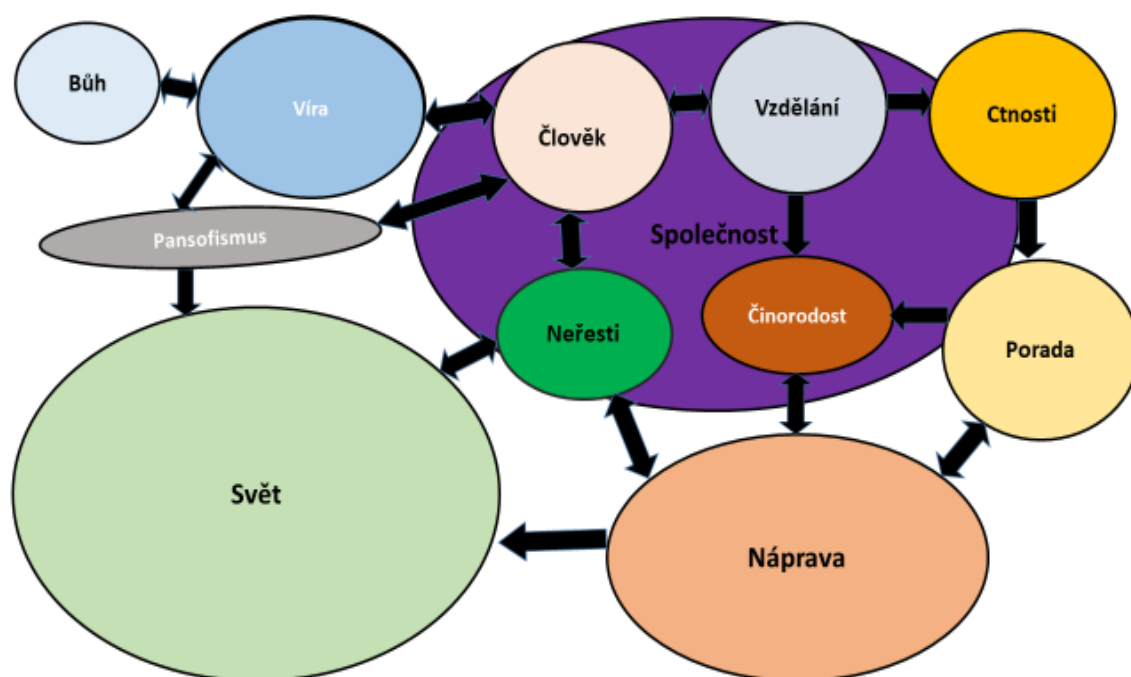 Bůh
Víra
Člověk
Vzdělání
Ctnosti
Pansofismus
Společnost
Neřesti
Činorodost
Porada
Svět
Náprava